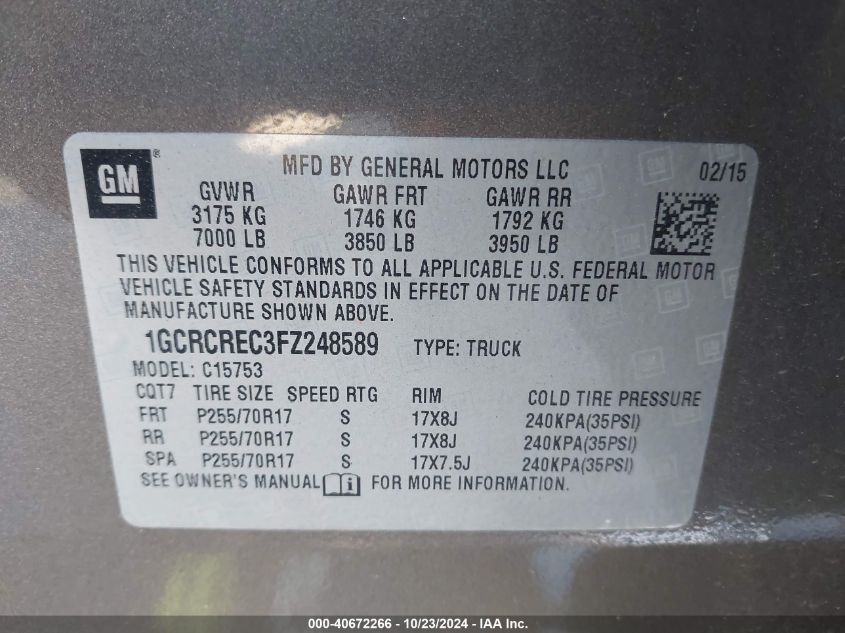 GM®
MFD BY GENERAL MOTORS LLC 02/15
GVWR GAWR FRT GAWR RR
3175 KG 1746 KG 1792 KG
7000 LB 3850 LB 3950 LB
THIS VEHICLE CONFORMS TO ALL APPLICABLE U.S. FEDERAL MOTOR
VEHICLE SAFETY STANDARDS IN EFFECT ON THE DATE OF
MANUFACTURE SHOWN ABOVE.
1GCRCREC3FZ248589 TYPE: TRUCK
MODEL: C15753
CQT7 TIRE SIZE SPEED RTG RIM COLD TIRE PRESSURE
FRT P255/70R17 S 17X8J 240KPA(35PSI)
RR P255/70R17 S 17X8J 240KPA(35PSI)
SPA P255/70R17 S 17X7.5J 240KPA(35PSI)
SEE OWNER'S MANUAL i FOR MORE INFORMATION.
000-40672266 - 10/23/2024 - IAA Inc.